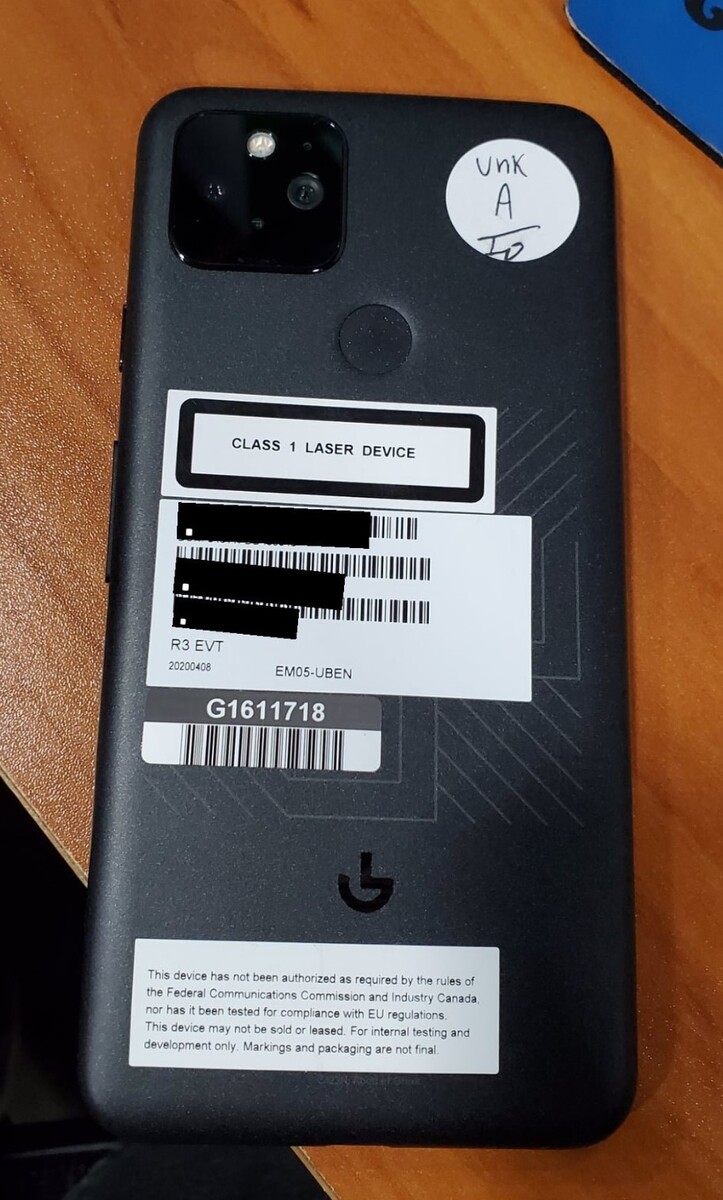 UnK
A
IO
CLASS 1 LASER DEVICE
R3 EVT
20200408 EM05-UBEN
G1611718
This device has not been authorized as required by the rules of
the Federal Communications Commission and Industry Canada,
nor has it been tested for compliance with EU regulations.
This device may not be sold or leased. For internal testing and
development only. Markings and packaging are not final.